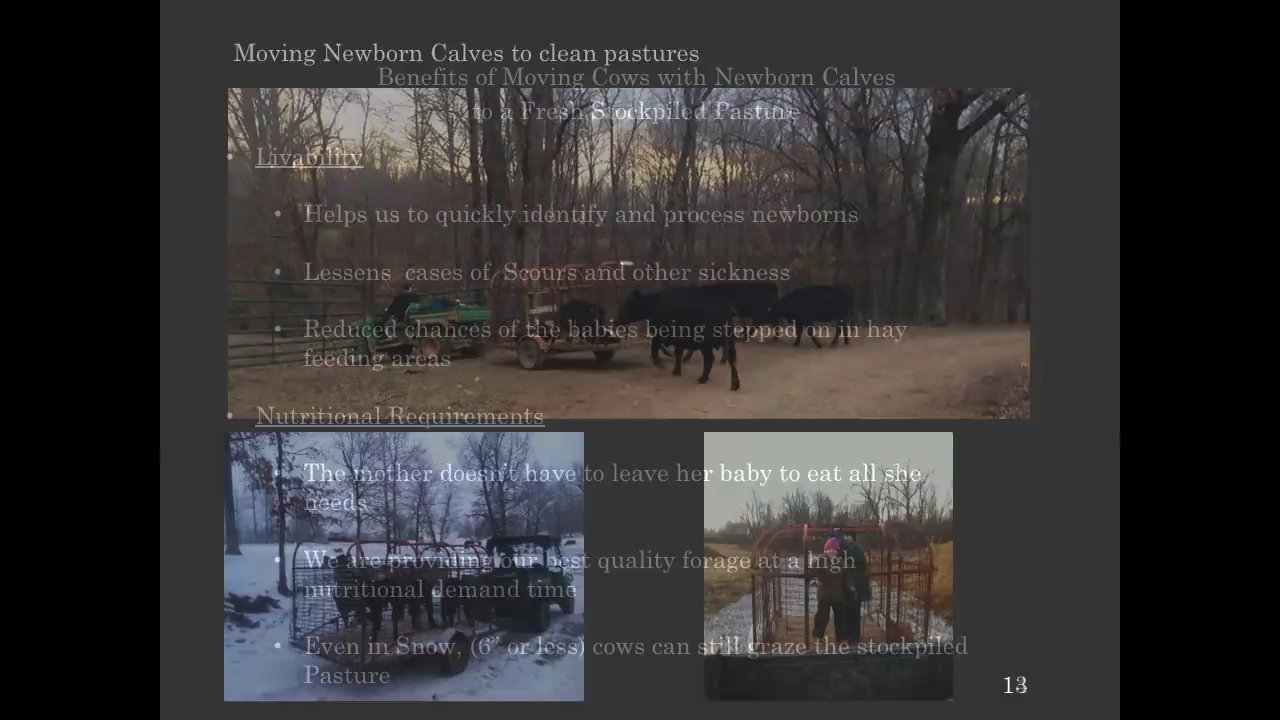 Moving Newborn Calves to clean pastures
Benefits of Moving Cows with Newborn Calves
to a Fresh Stockpiled Pasture
• Livability
• Helps us to quickly identify and process newborns
• Lessens cases of Scours and other sickness
• Reduced chances of the babies being stepped on in hay
feeding areas
• Nutritional Requirements
• The mother doesn't have to leave her baby to eat all she
needs
• We are providing our best quality forage at a high
nutritional demand time
• Even in Snow, (6” or less) cows can still graze the stockpiled
Pasture